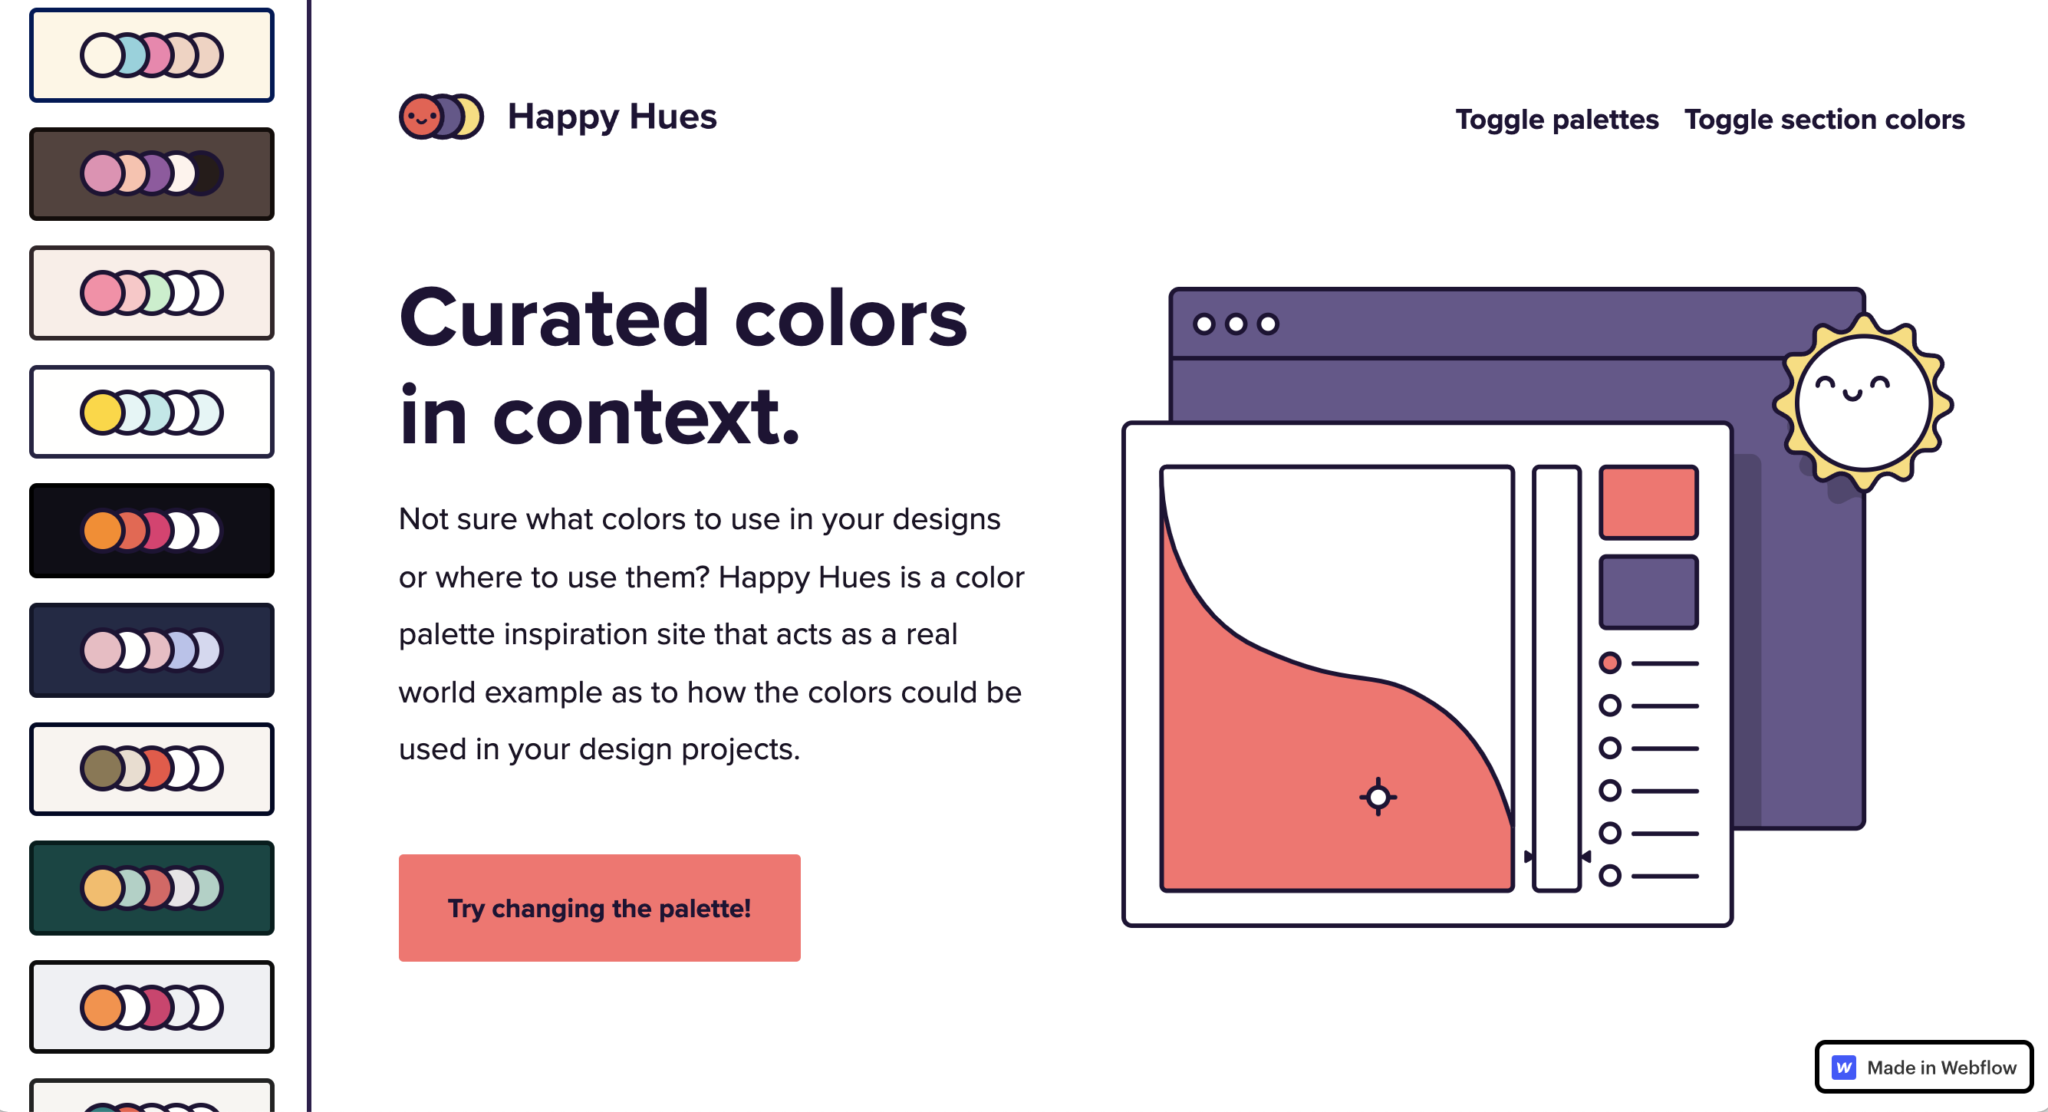 Happy Hues
Toggle palettes
Toggle section colors
Curated colors
in context.
Not sure what colors to use in your designs
or where to use them? Happy Hues is a color
palette inspiration site that acts as a real
world example as to how the colors could be
used in your design projects.
Try changing the palette!
Made in Webflow